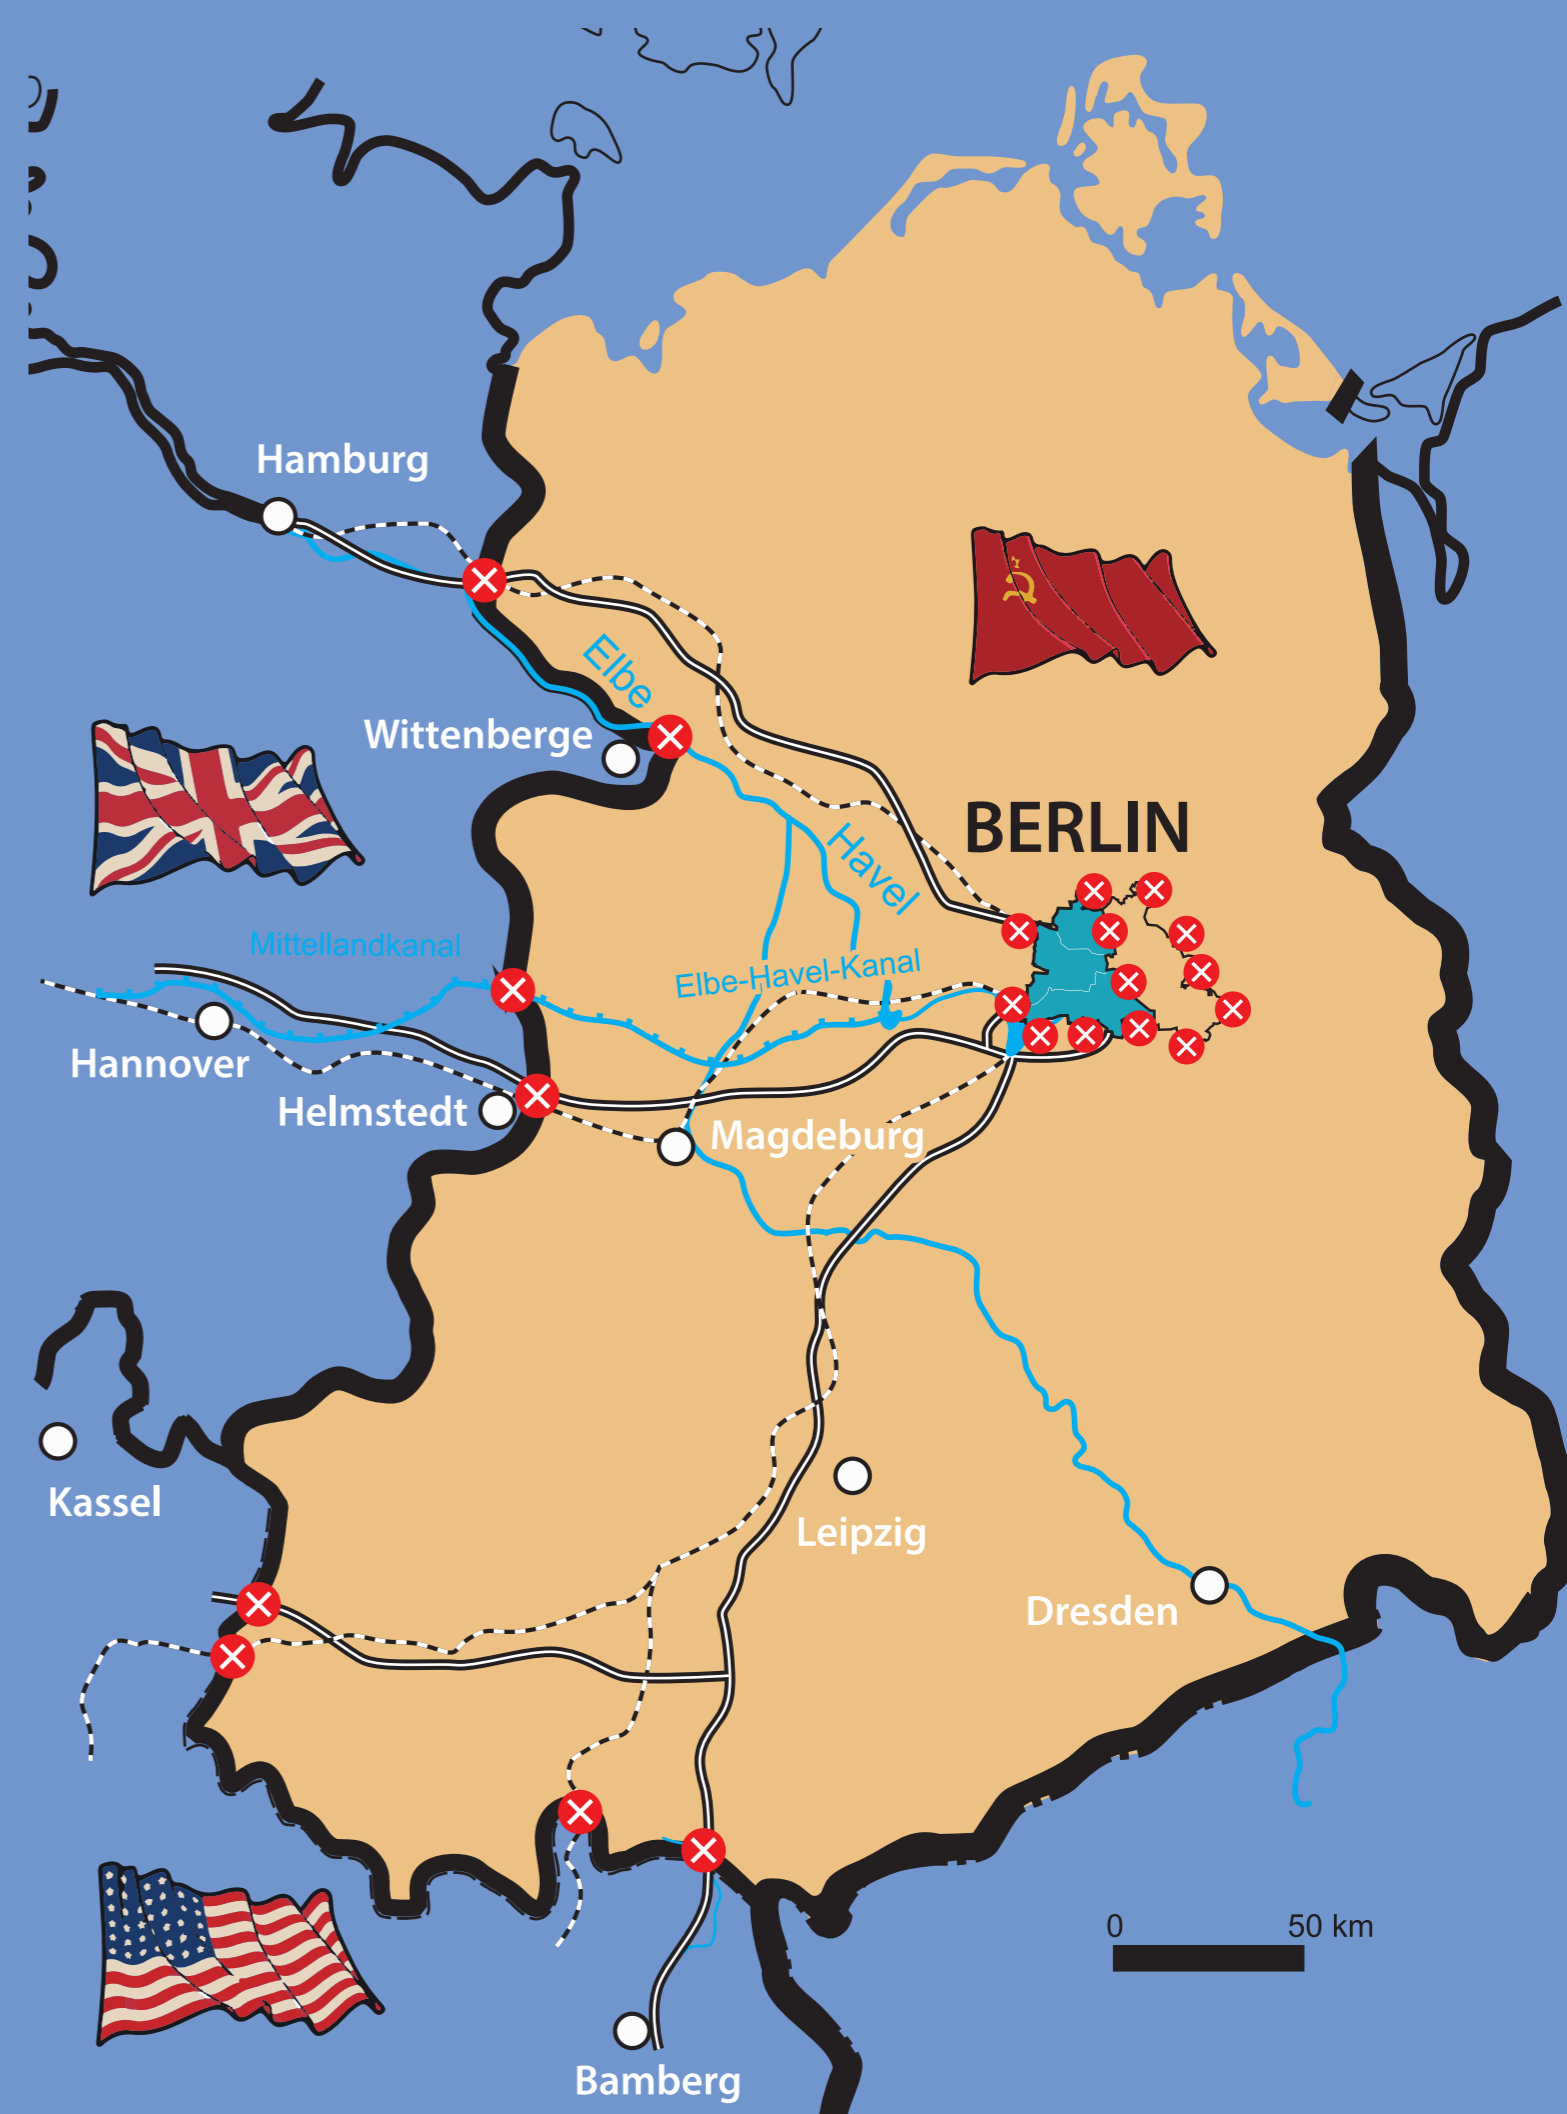 Hamburg
Elbe
Wittenberge
BERLIN
Havel
Mittellandkanal
Elbe-Havel-Kanal
Hannover
Helmstedt
Magdeburg
Kassel
Leipzig
Dresden
0 50 km
Bamberg